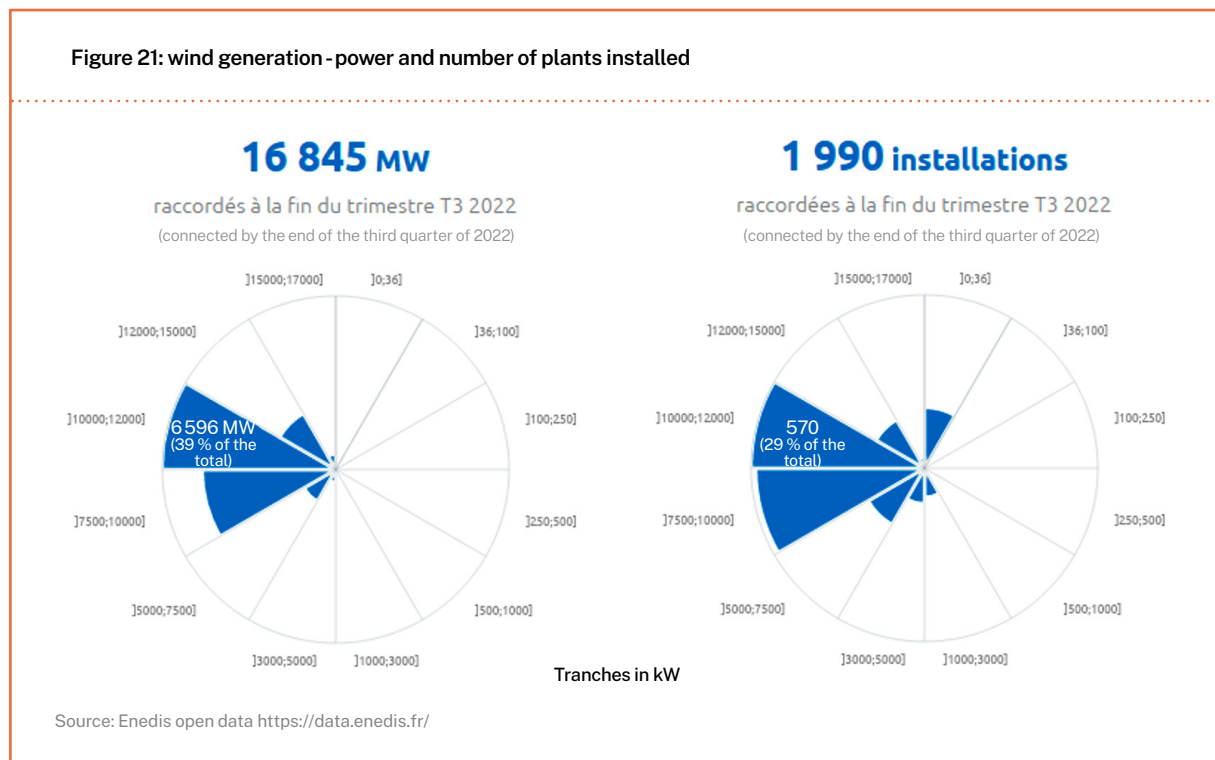 Figure 21: wind generation - power and number of plants installed
16 845 MW
raccordés à la fin du trimestre T3 2022
(connected by the end of the third quarter of 2022)
]15000;17000]
]0;36]
]12000;15000]
]36;100]
]10000;12000]
]100;250]
6 596 MW
(39 % of the
total)
]7500;10000]
]250;500]
]5000;7500]
]500;1000]
]3000;5000]
]1000;3000]
1 990 installations
raccordées à la fin du trimestre T3 2022
(connected by the end of the third quarter of 2022)
]15000;17000]
]0;36]
]12000;15000]
]36;100]
]10000;12000]
]100;250]
570
(29 % of the
total)
]7500;10000]
]250;500]
]5000;7500]
]500;1000]
]3000;5000]
]1000;3000]
Tranches in kW
Source: Enedis open data https://data.enedis.fr/